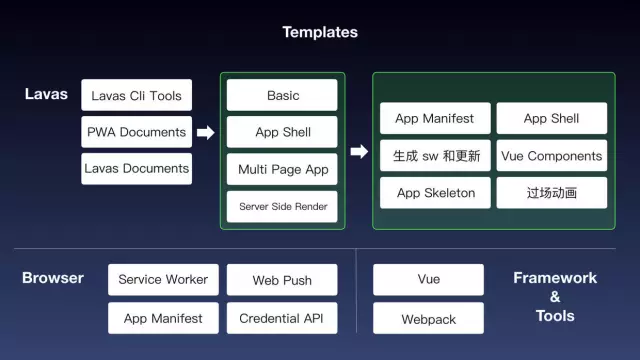 Templates
Lavas
Lavas Cli Tools
PWA Documents
Lavas Documents
Basic
App Shell
Multi Page App
Server Side Render
App Manifest
App Shell
生成 sw 和更新
Vue Components
App Skeleton
过场动画
Browser
Service Worker
Web Push
App Manifest
Credential API
Vue
Webpack
Framework
&
Tools